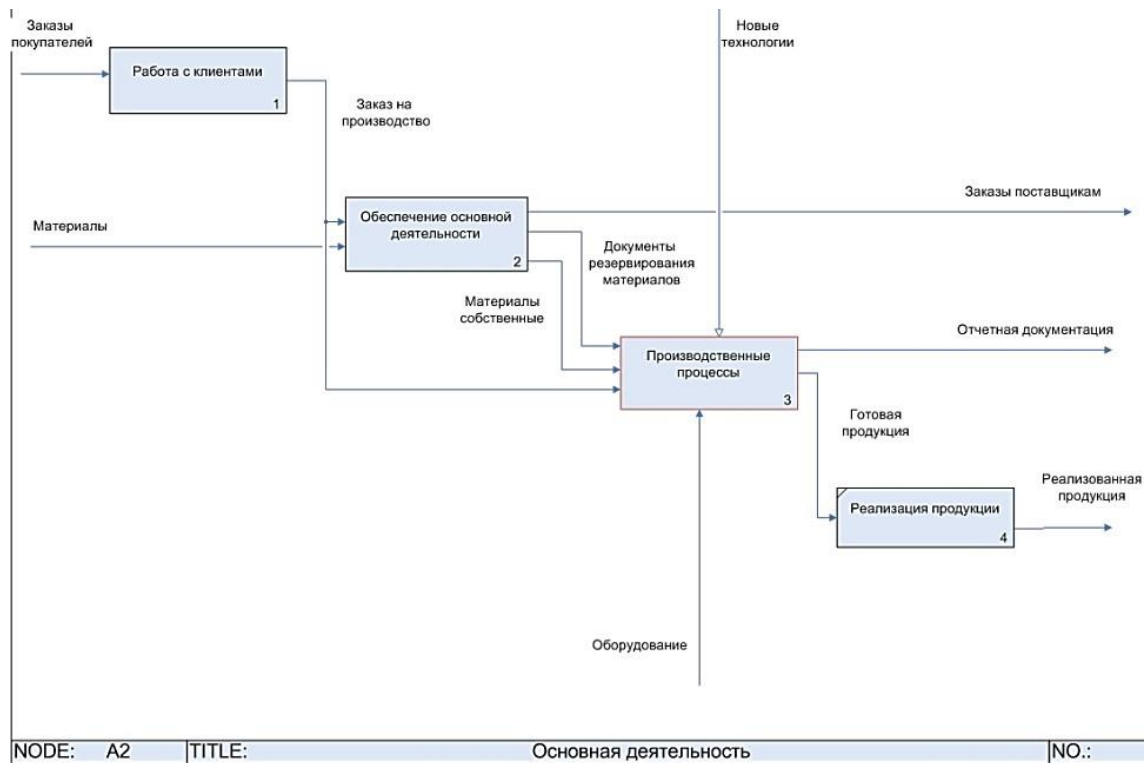 Заказы
покупателей
Новые
технологии
Работа с клиентами
1
Заказ на
производство
Заказы поставщикам
Материалы
Обеспечение основной
деятельности
2
Документы
резервирования
материалов
Материалы
собственные
Отчетная документация
Производственные
процессы
3
Готовая
продукция
Реализованная
продукция
Реализация продукции
4
Оборудование
NODE: A2 TITLE: Основная деятельность NO.: